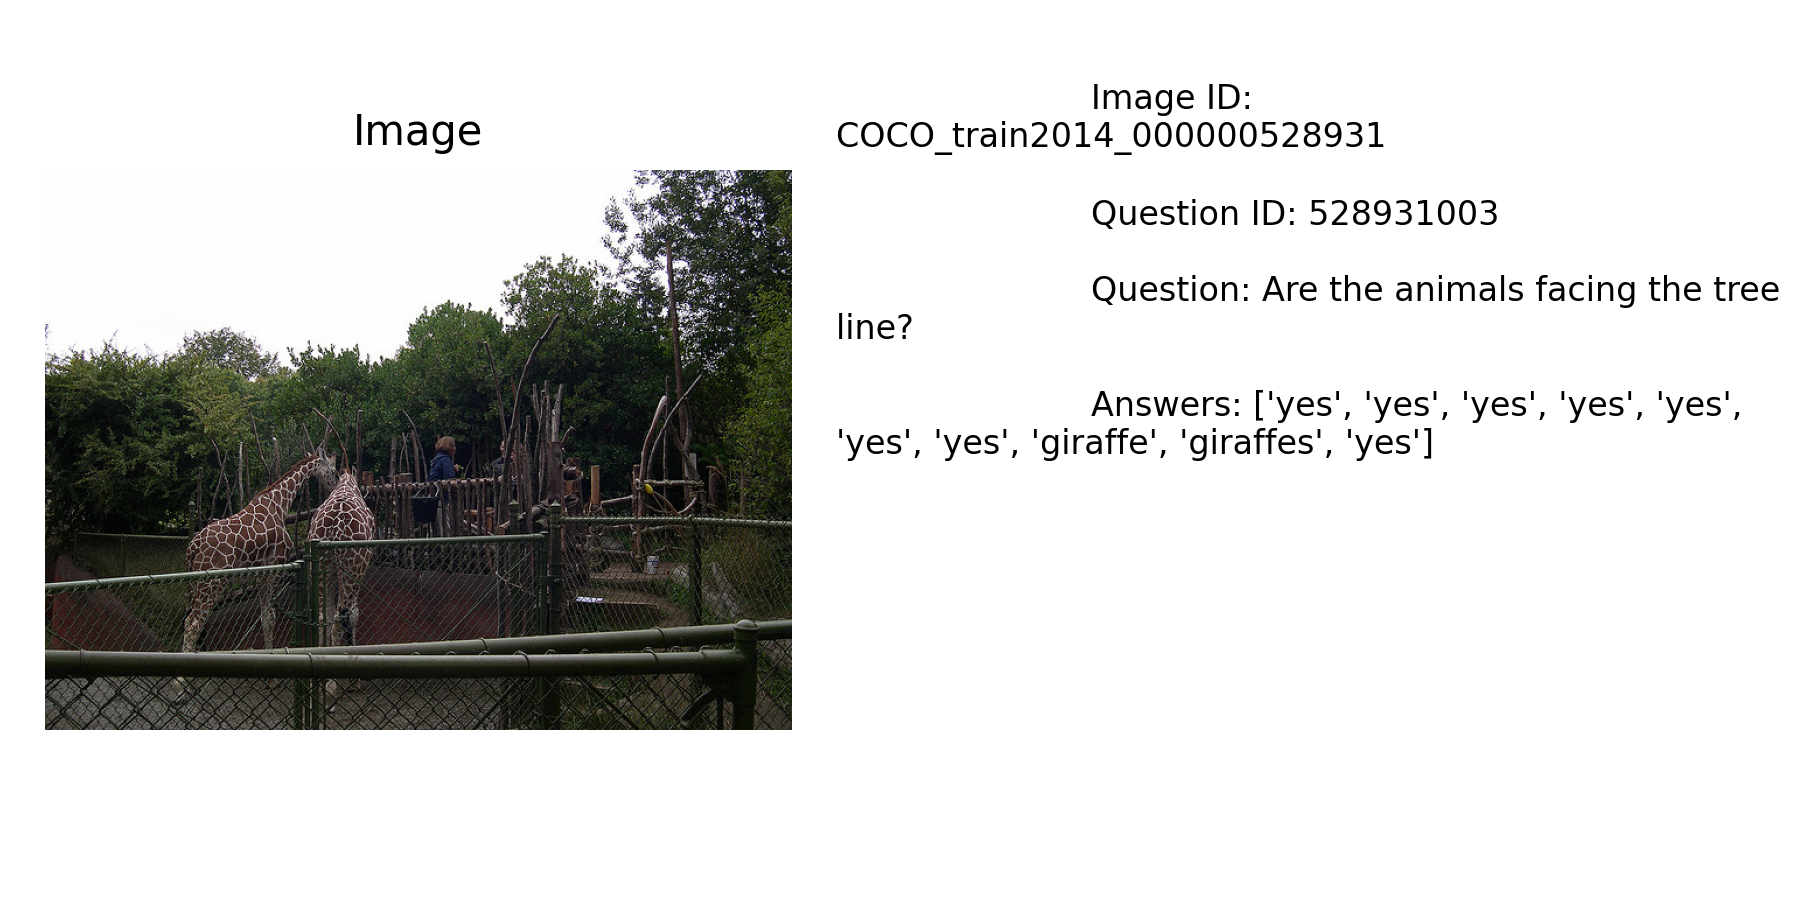 Image
Image ID:
COCO_train2014_000000528931
Question ID: 528931003
Question: Are the animals facing the tree
line?
Answers: ['yes', 'yes', 'yes', 'yes', 'yes',
'yes', 'yes', 'giraffe', 'giraffes', 'yes']